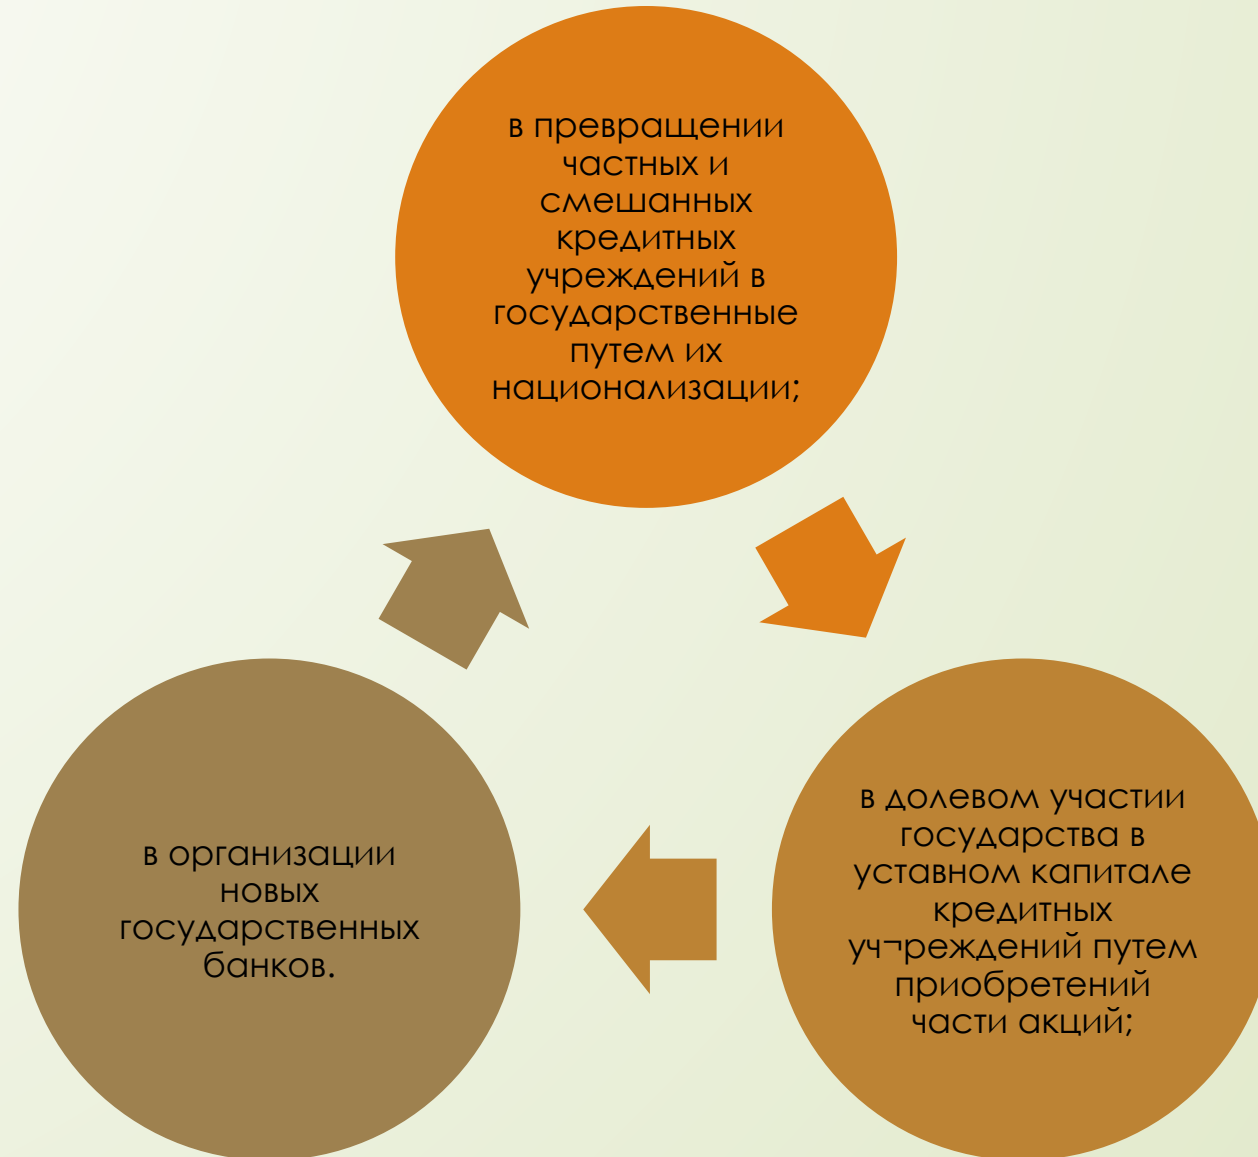 в превращении
частных и
смешанных
кредитных
учреждений в
государственные
путем их
национализации;
в долевом участии
государства в
уставном капитале
кредитных
уч¬реждений путем
приобретений
части акций;
в организации
новых
государственных
банков.